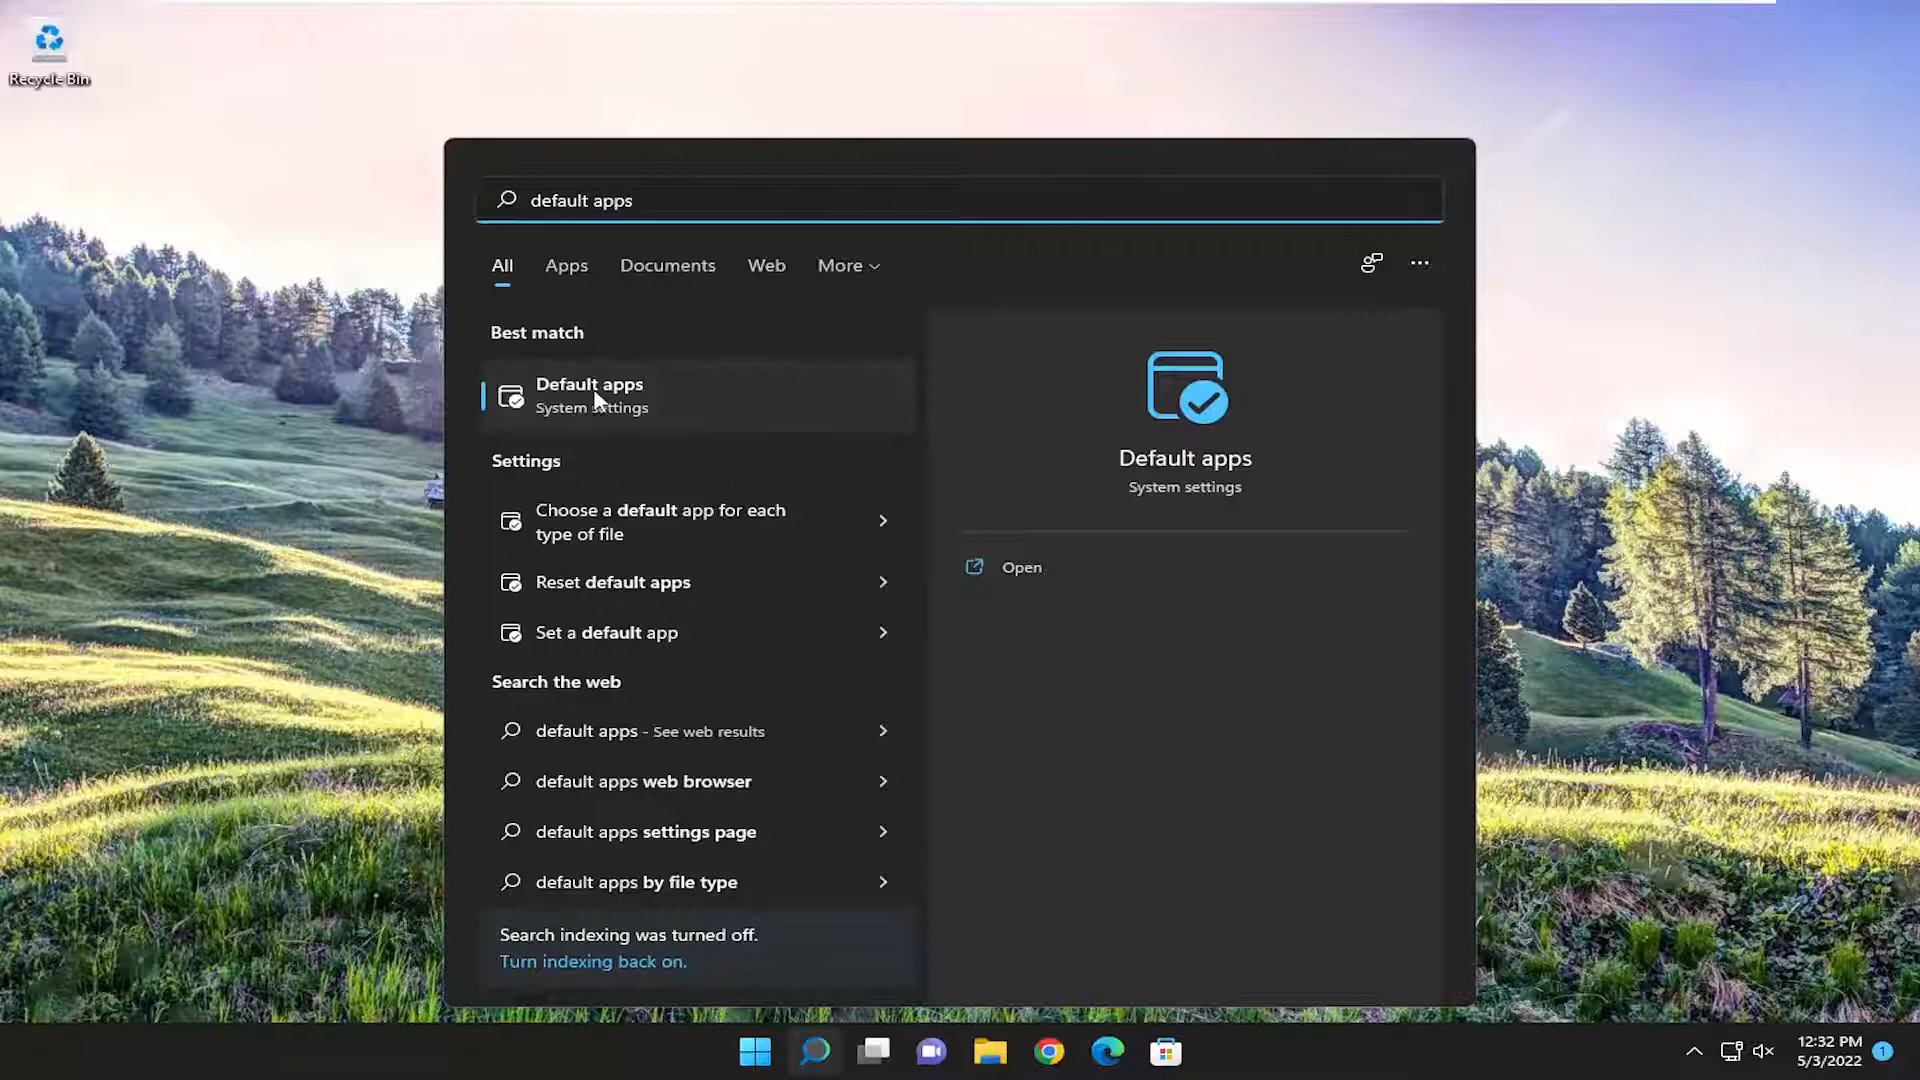 Recycle Bin
default apps
All Apps Documents Web More
Best match
Default apps
System settings
Settings
Choose a default app for each
type of file
Reset default apps
Set a default app
Search the web
default apps - See web results
default apps web browser
default apps settings page
default apps by file type
Search indexing was turned off.
Turn indexing back on.
Default apps
System settings
Open
12:32 PM
5/3/2022
1